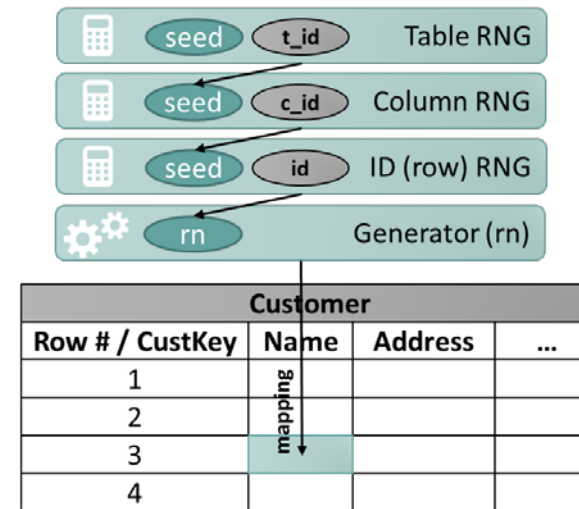 seed t_id Table RNG
seed c_id Column RNG
seed id ID (row) RNG
rn Generator (rn)
Customer
Row # / CustKey Name Address ...
1
2
3
4
mapping